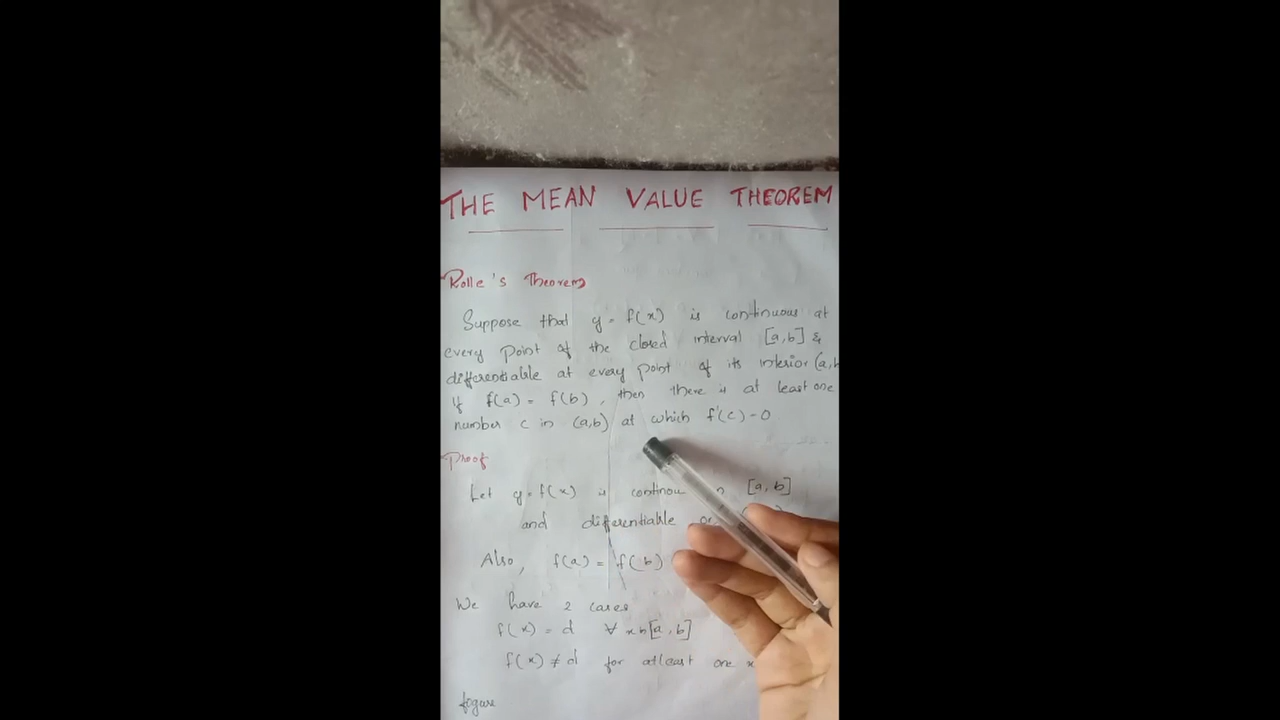 THE MEAN VALUE THEOREM
Rolle's Theorem
Suppose that y = f(x) is continuous at
every point of the closed interval [a,b] &
differentiable at every point of its interior (a,b
If f(a) = f(b), then there is at least one
number c in (a,b) at which f'(c) = 0
Proof
Let y = f(x) is continou [a, b]
and differentiable
Also, f(a) = f(b)
We have 2 cases
f(x) = d ∀ x [a, b]
f(x) ≠ d for atleast one x